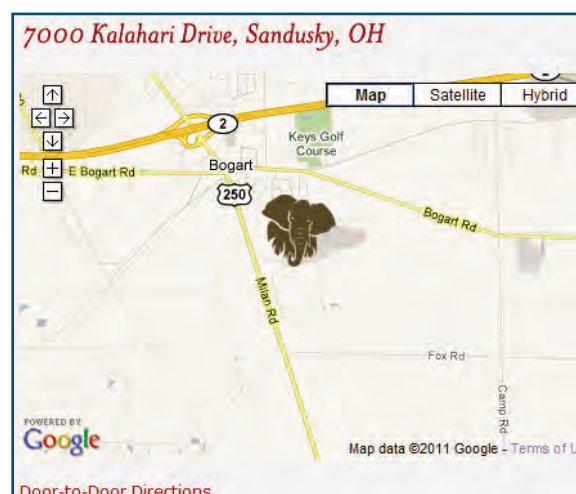 7000 Kalahari Drive, Sandusky, OH
Map Satellite Hybrid
2
Keys Golf
Course
Rd E Bogart Rd
Bogart
250
Bogart Rd
Milan Rd
Fox Rd
Camp Rd
POWERED BY
Google
Map data ©2011 Google - Terms of U
Door-to-Door Directions